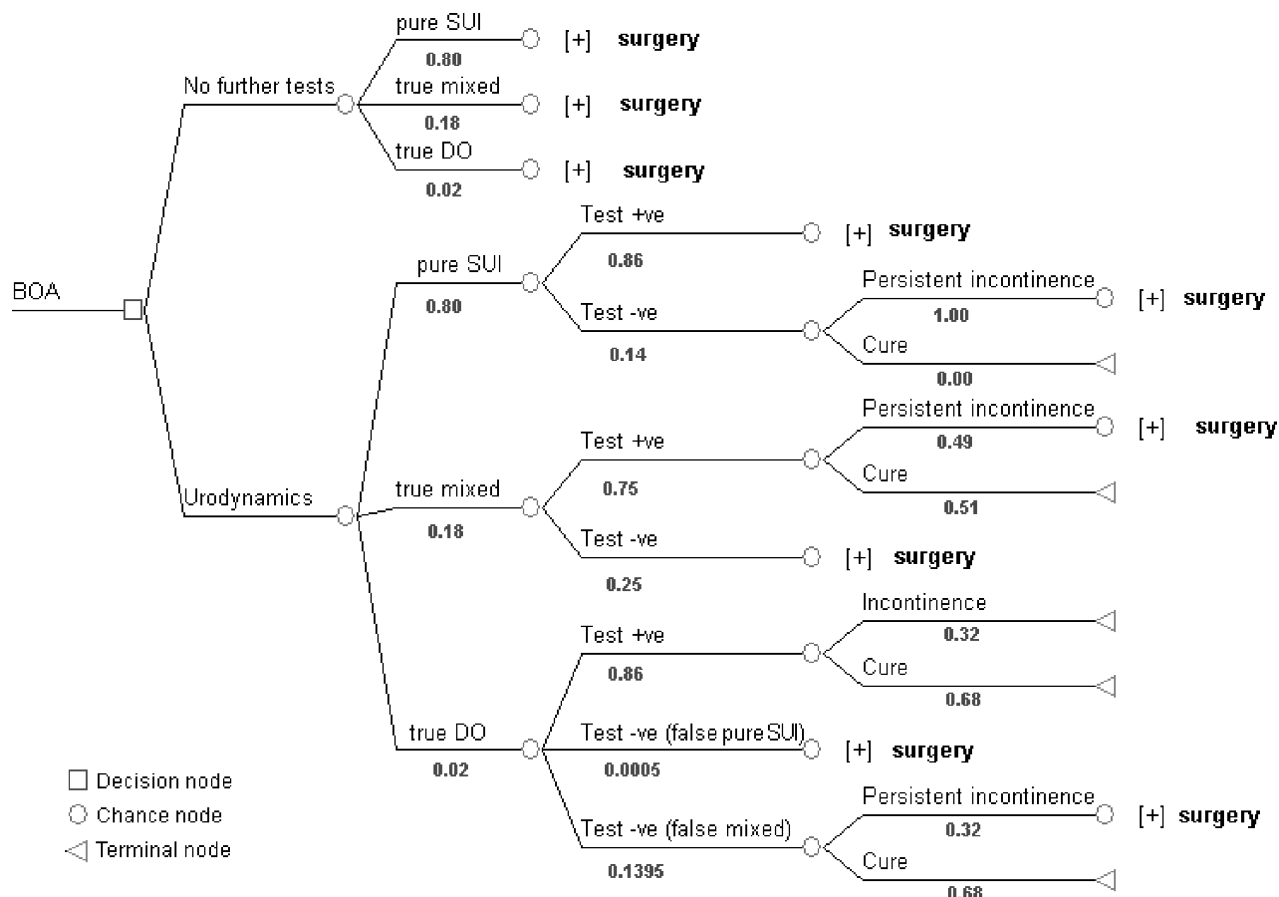 pure SUI
0.80
[+] surgery
No further tests
true mixed
0.18
[+] surgery
true DO
0.02
[+] surgery
BOA
Urodynamics
pure SUI
0.80
Test +ve
0.86
[+] surgery
Test -ve
0.14
Persistent incontinence
1.00
[+] surgery
Cure
0.00
true mixed
0.18
Test +ve
0.75
Persistent incontinence
0.49
[+] surgery
Cure
0.51
Test -ve
0.25
[+] surgery
true DO
0.02
Test +ve
0.86
Incontinence
0.32
Cure
0.68
Test -ve (false pure SUI)
0.0005
[+] surgery
Test -ve (false mixed)
0.1395
Persistent incontinence
0.32
[+] surgery
Cure
0.68
Decision node
Chance node
Terminal node